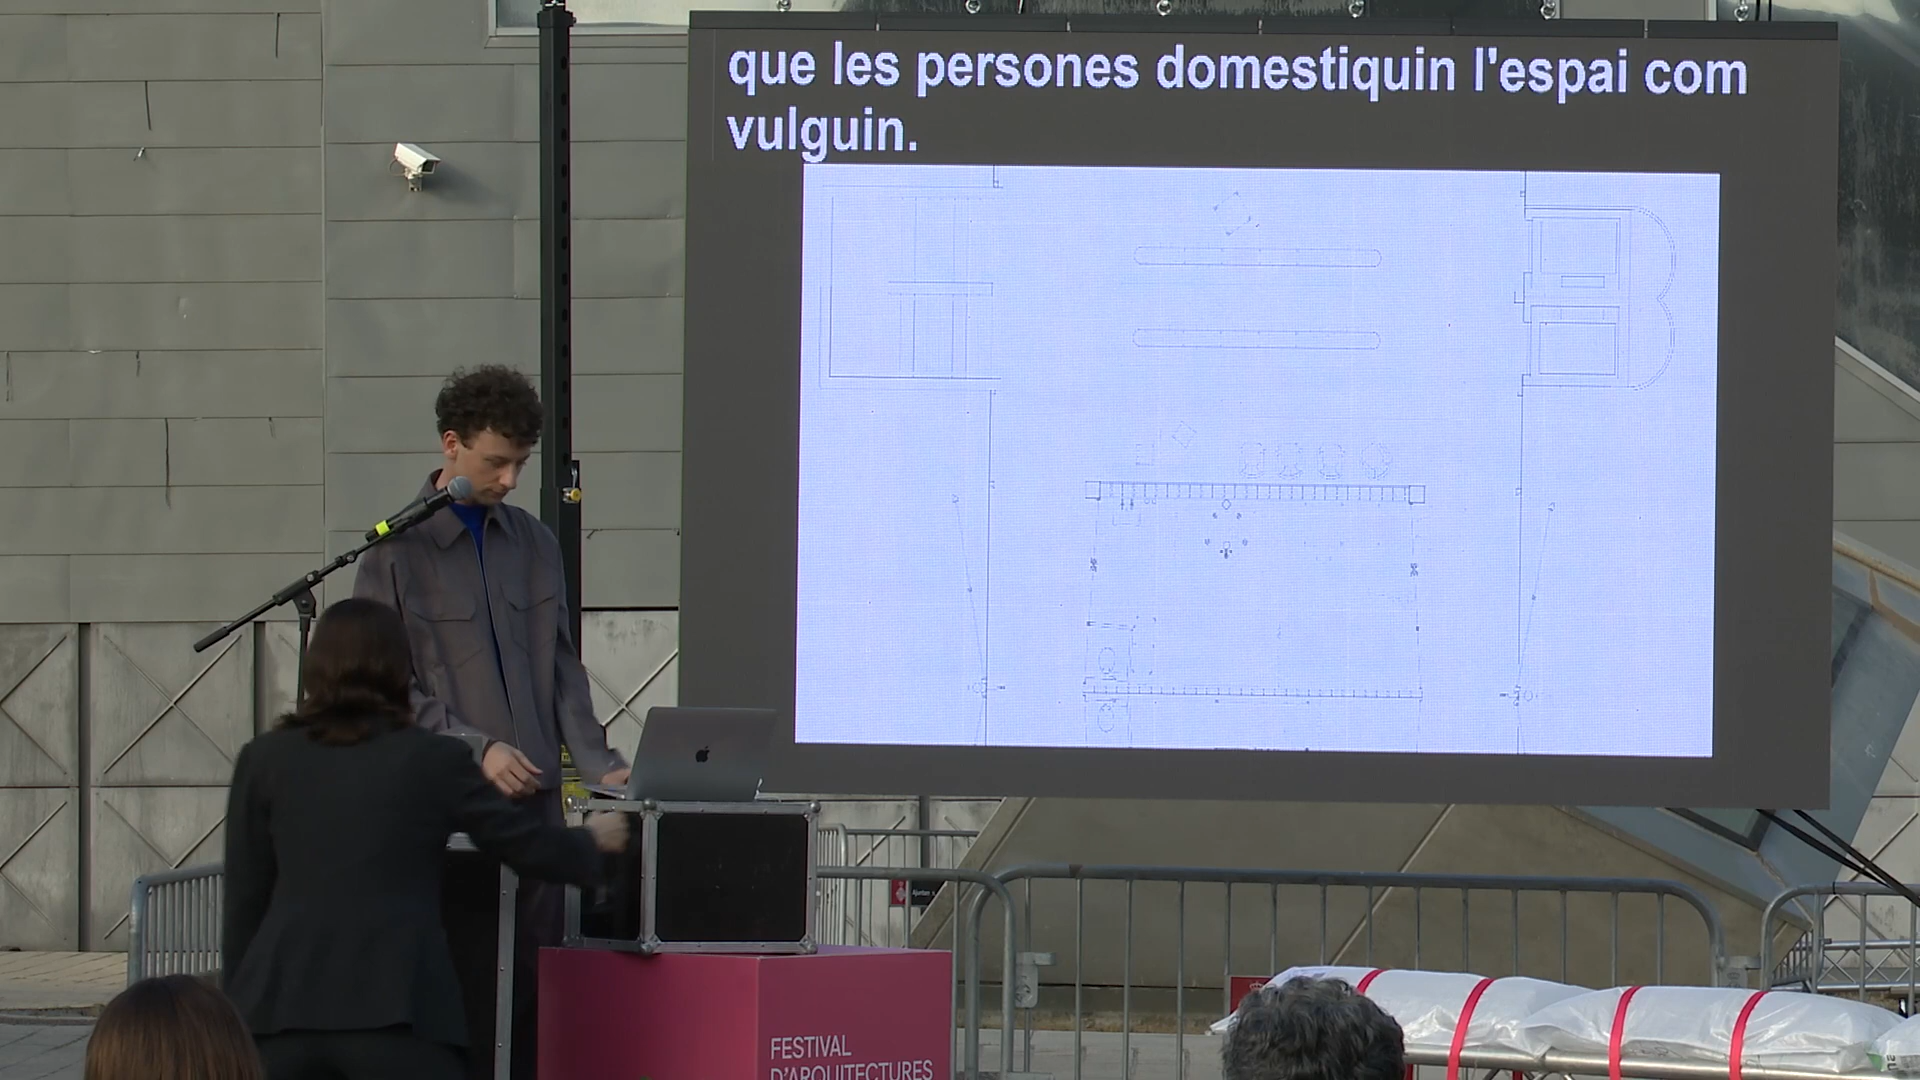 que les persones domestiquin l'espai com
vulguin.
FESTIVAL
D'ARQUITECTURES